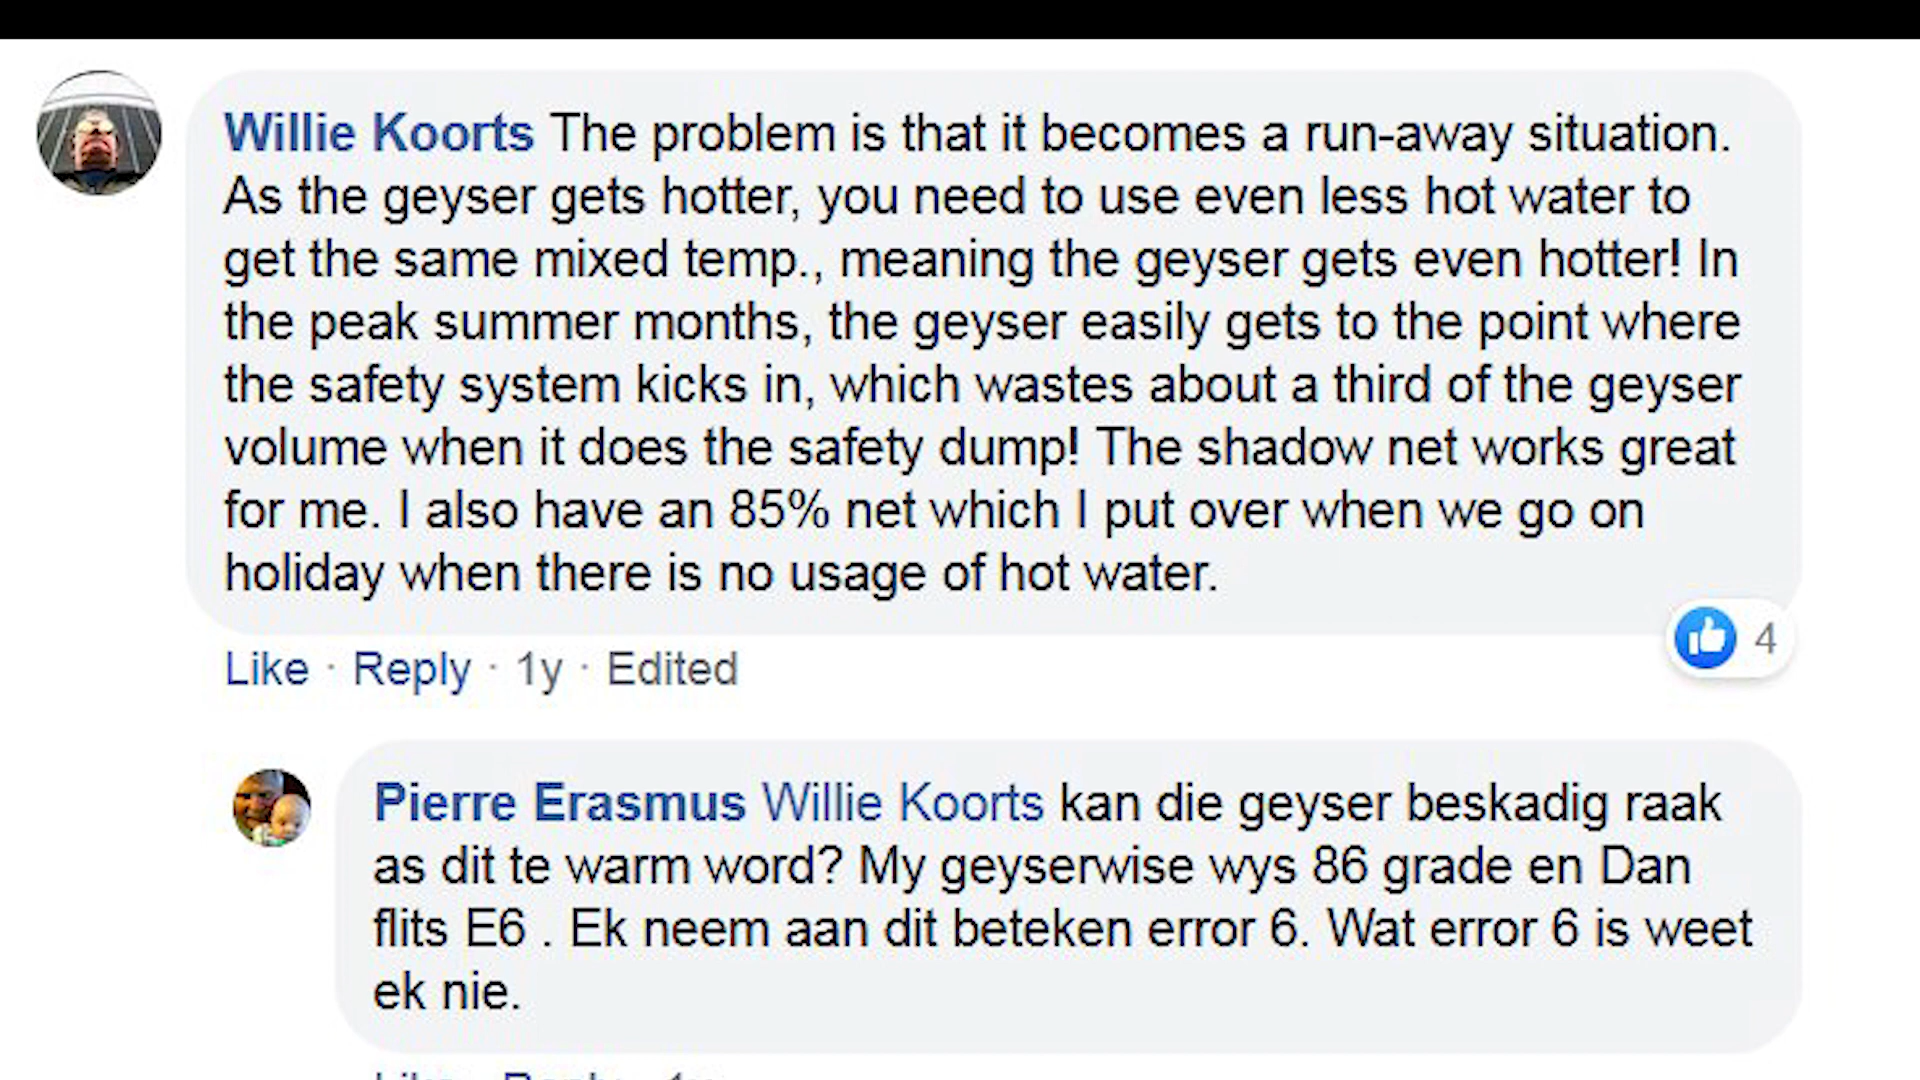 Willie Koorts The problem is that it becomes a run-away situation.
As the geyser gets hotter, you need to use even less hot water to
get the same mixed temp., meaning the geyser gets even hotter! In
the peak summer months, the geyser easily gets to the point where
the safety system kicks in, which wastes about a third of the geyser
volume when it does the safety dump! The shadow net works great
for me. I also have an 85% net which I put over when we go on
holiday when there is no usage of hot water.
4
Like · Reply · 1y · Edited
Pierre Erasmus Willie Koorts kan die geyser beskadig raak
as dit te warm word? My geyserwise wys 86 grade en Dan
flits E6 . Ek neem aan dit beteken error 6. Wat error 6 is weet
ek nie.